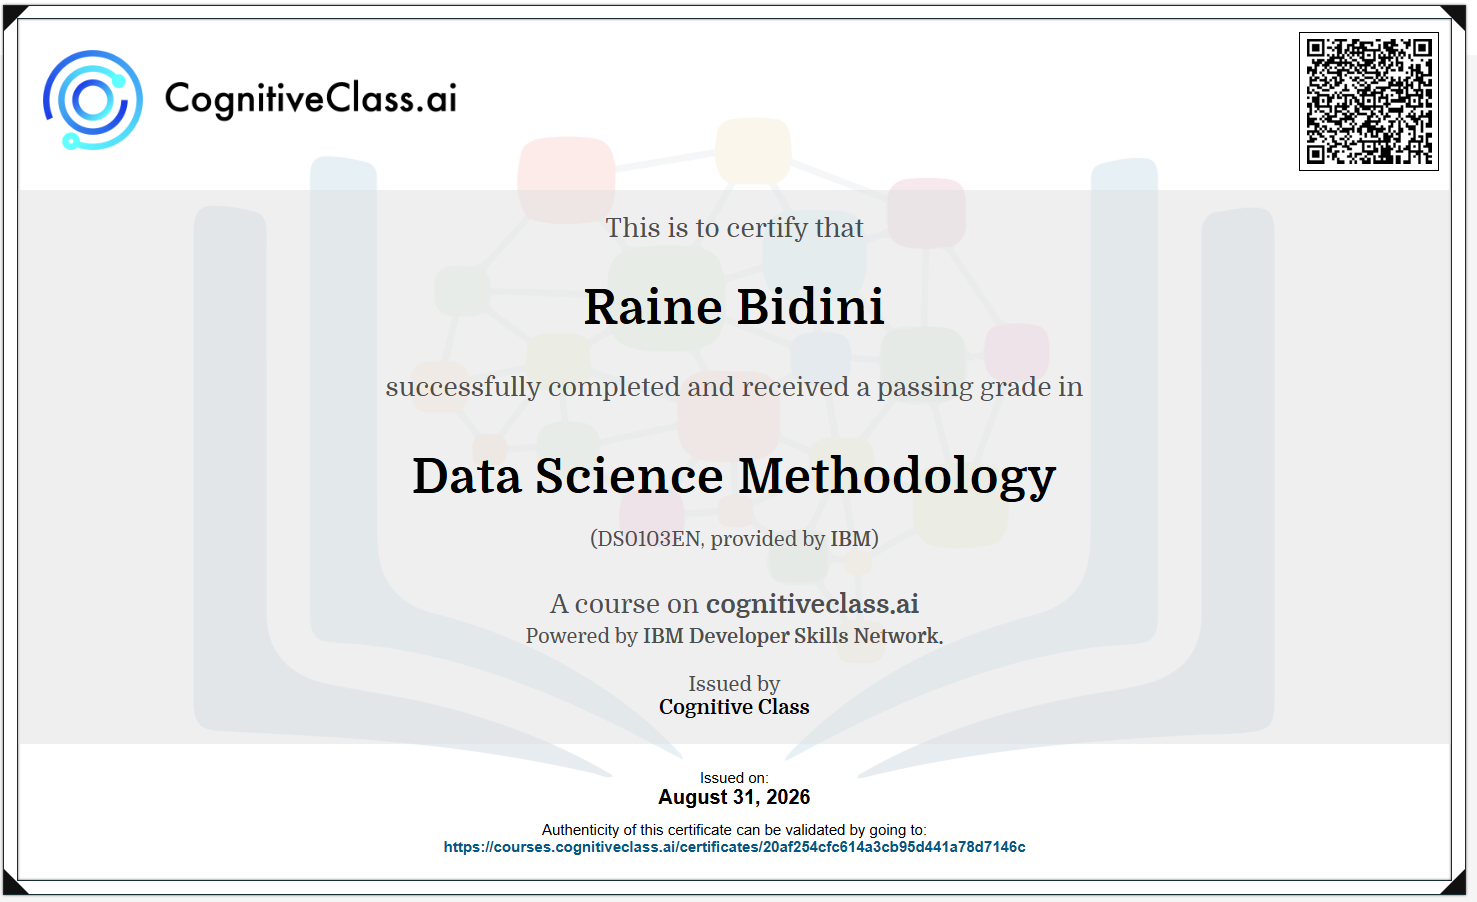 CognitiveClass.ai
This is to certify that
Raine Bidini
successfully completed and received a passing grade in
Data Science Methodology
(DS0103EN, provided by IBM)
A course on cognitiveclass.ai
Powered by IBM Developer Skills Network.
Issued by
Cognitive Class
Issued on:
August 31, 2026
Authenticity of this certificate can be validated by going to:
https://courses.cognitiveclass.ai/certificates/20af254cfc614a3cb95d441a78d7146c